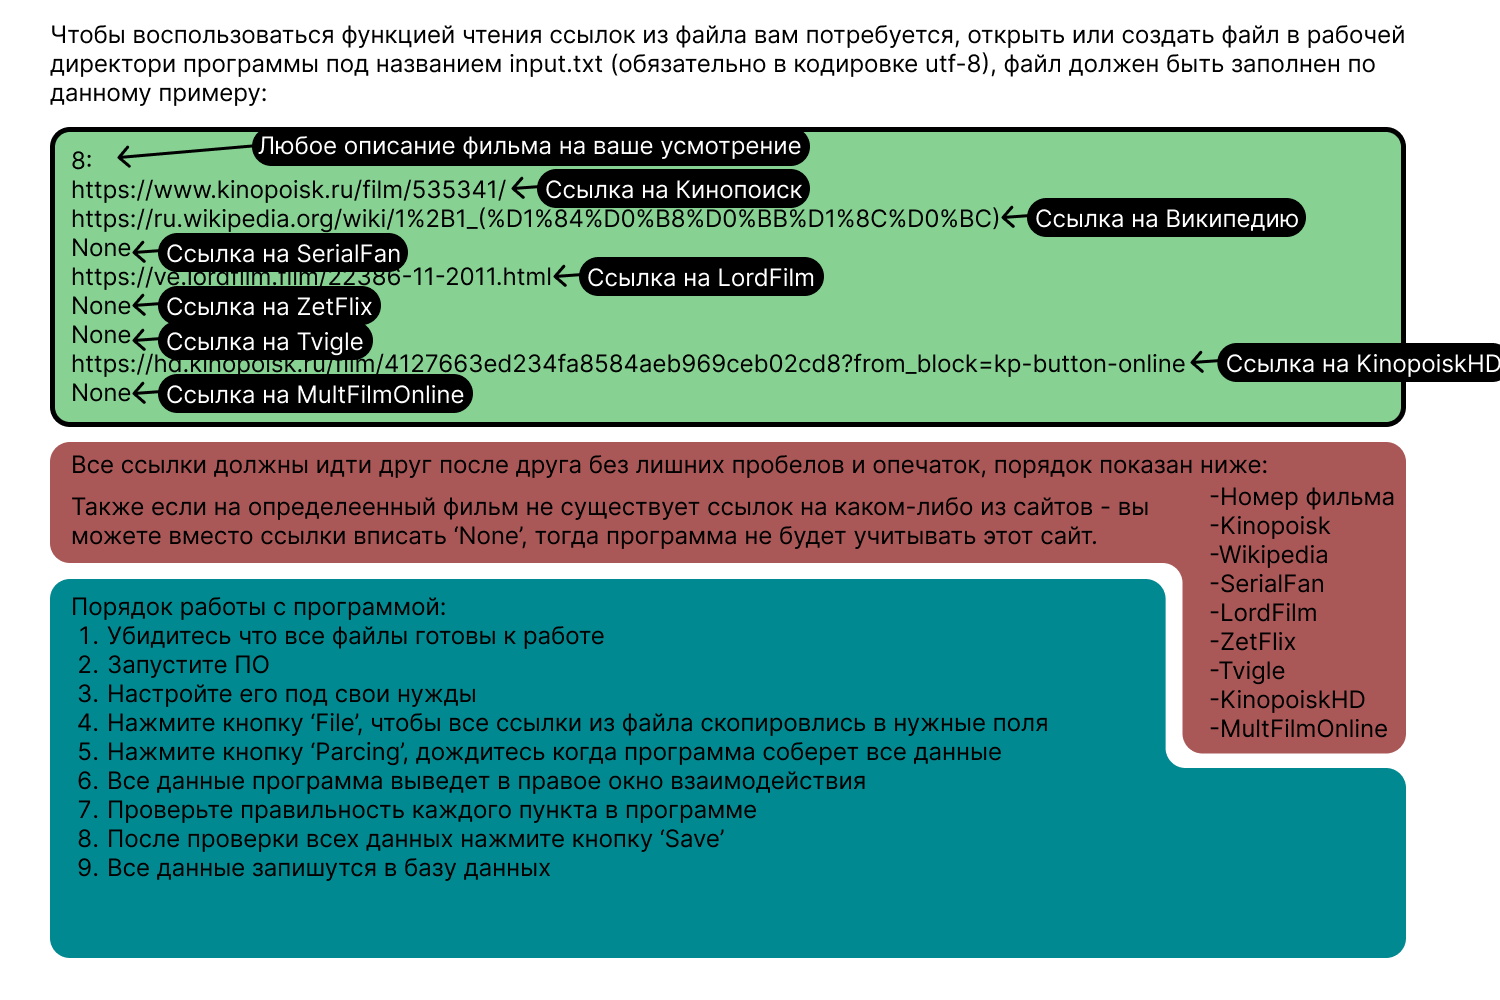 Чтобы воспользоваться функцией чтения ссылок из файла вам потребуется, открыть или создать файл в рабочей
директори программы под названием input.txt (обязательно в кодировке utf-8), файл должен быть заполнен по
данному примеру:
8:
Любое описание фильма на ваше усмотрение
https://www.kinopoisk.ru/film/535341/
Ссылка на Кинопоиск
https://ru.wikipedia.org/wiki/1%2B1_(%D1%84%D0%B8%D0%BB%D1%8C%D0%BC)
Ссылка на Википедию
None
Ссылка на SerialFan
https://ve.lordfilm.film/22386-11-2011.html
Ссылка на LordFilm
None
Ссылка на ZetFlix
None
Ссылка на Tvigle
https://hd.kinopoisk.ru/film/4127663ed234fa8584aeb969ceb02cd8?from_block=kp-button-online
Ссылка на KinopoiskHD
None
Ссылка на MultFilmOnline
Все ссылки должны идти друг после друга без лишних пробелов и опечаток, порядок показан ниже:
Также если на определеенный фильм не существует ссылок на каком-либо из сайтов - вы
можете вместо ссылки вписать ‘None’, тогда программа не будет учитывать этот сайт.
-Номер фильма
-Kinopoisk
-Wikipedia
-SerialFan
-LordFilm
-ZetFlix
-Tvigle
-KinopoiskHD
-MultFilmOnline
Порядок работы с программой:
1. Убидитесь что все файлы готовы к работе
2. Запустите ПО
3. Настройте его под свои нужды
4. Нажмите кнопку ‘File’, чтобы все ссылки из файла скопировлись в нужные поля
5. Нажмите кнопку ‘Parcing’, дождитесь когда программа соберет все данные
6. Все данные программа выведет в правое окно взаимодействия
7. Проверьте правильность каждого пункта в программе
8. После проверки всех данных нажмите кнопку ‘Save’
9. Все данные запишутся в базу данных